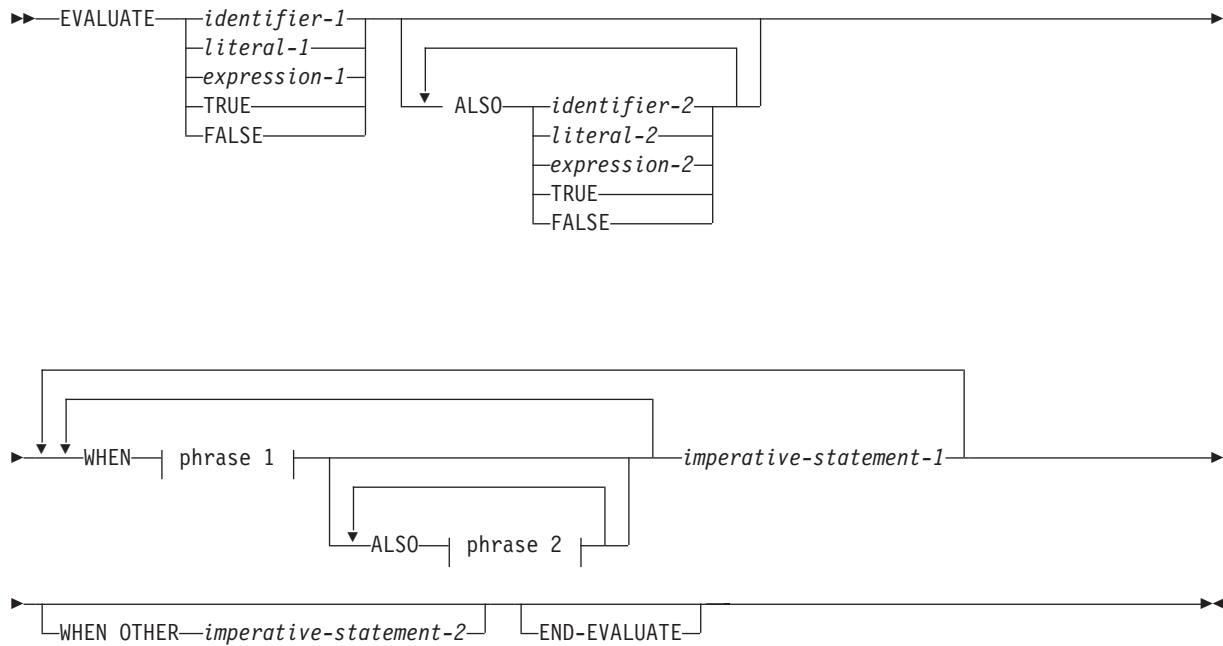 EVALUATE identifier-1
literal-1
expression-1
TRUE
FALSE
ALSO identifier-2
literal-2
expression-2
TRUE
FALSE
WHEN phrase 1 imperative-statement-1
ALSO phrase 2
WHEN OTHER imperative-statement-2 END-EVALUATE